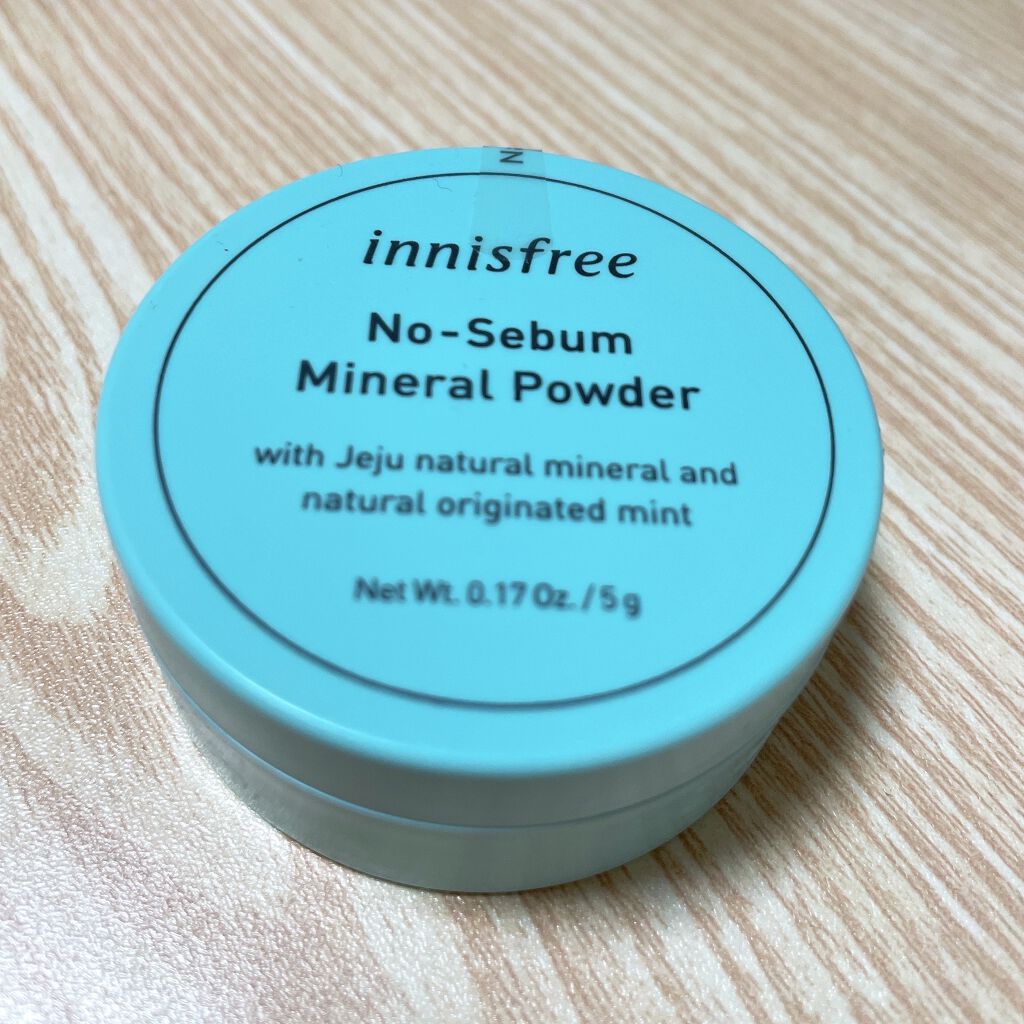 innisfree
No-Sebum
Mineral Powder
with Jeju natural mineral and
natural originated mint
Net Wt. 0.17 Oz. / 5 g